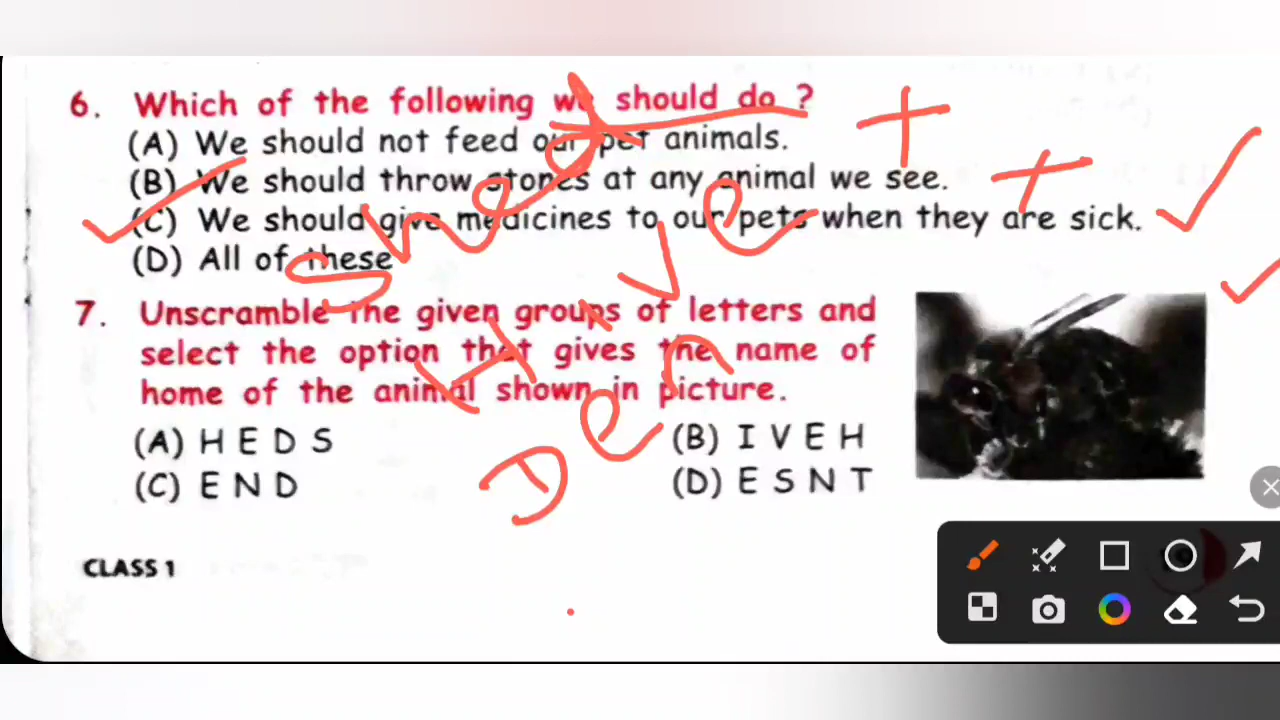 6. Which of the following we should do ?
(A) We should not feed our pet animals.
(B) We should throw stones at any animal we see.
(C) We should give medicines to our pets when they are sick.
(D) All of these
7. Unscramble the given groups of letters and
select the option that gives the name of
home of the animal shown in picture.
(A) H E D S
(B) I V E H
(C) E N D
(D) E S N T
Shed
Hive
Den
CLASS 1